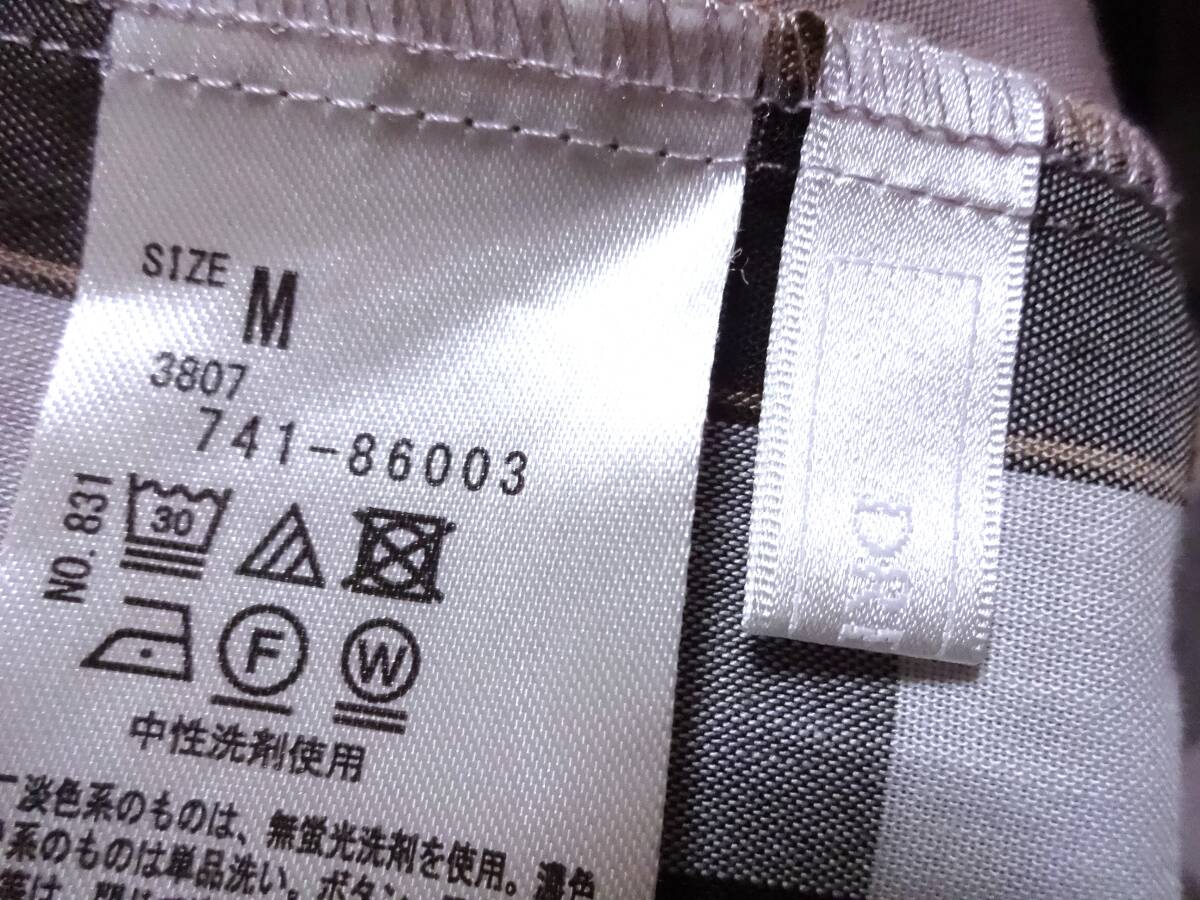 SIZE M
3807
741-86003
NO. 831
30
F W
中性洗剤使用
淡色系のものは、無蛍光洗剤を使用。濃色
系のものは単品洗い。ボタン